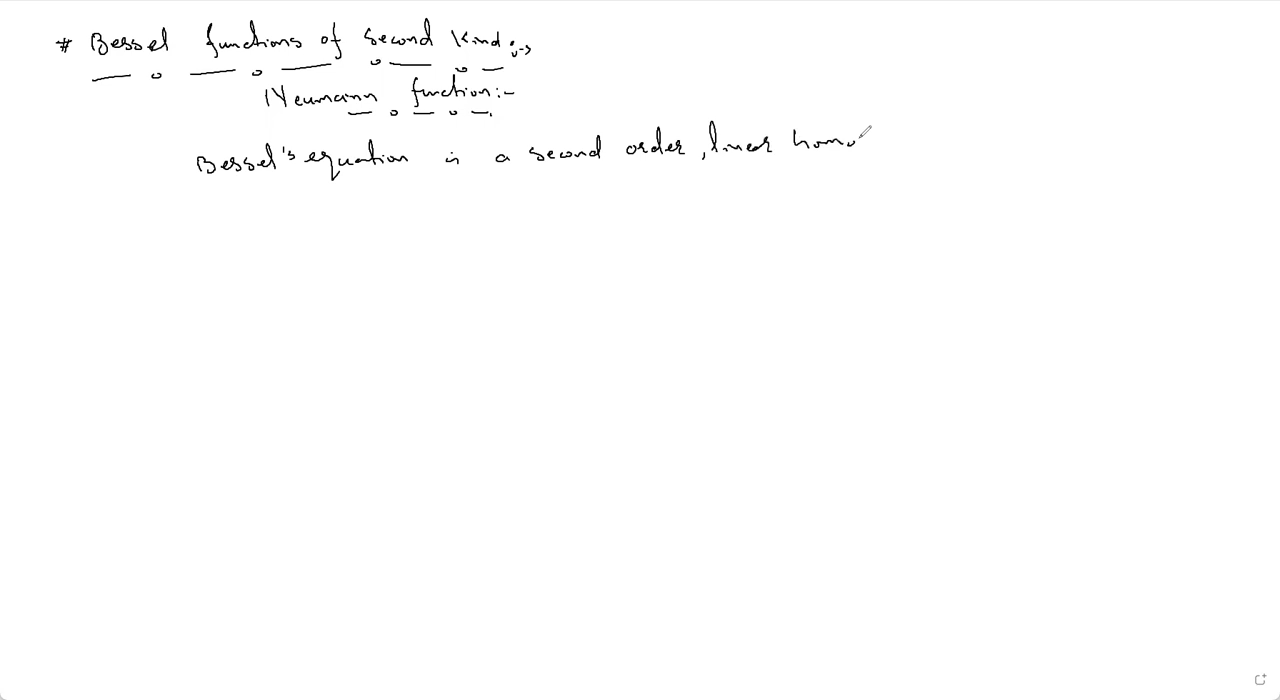 # Bessel functions of second kind :→
Neumann function :-
Bessel's equation is a second order, linear homo